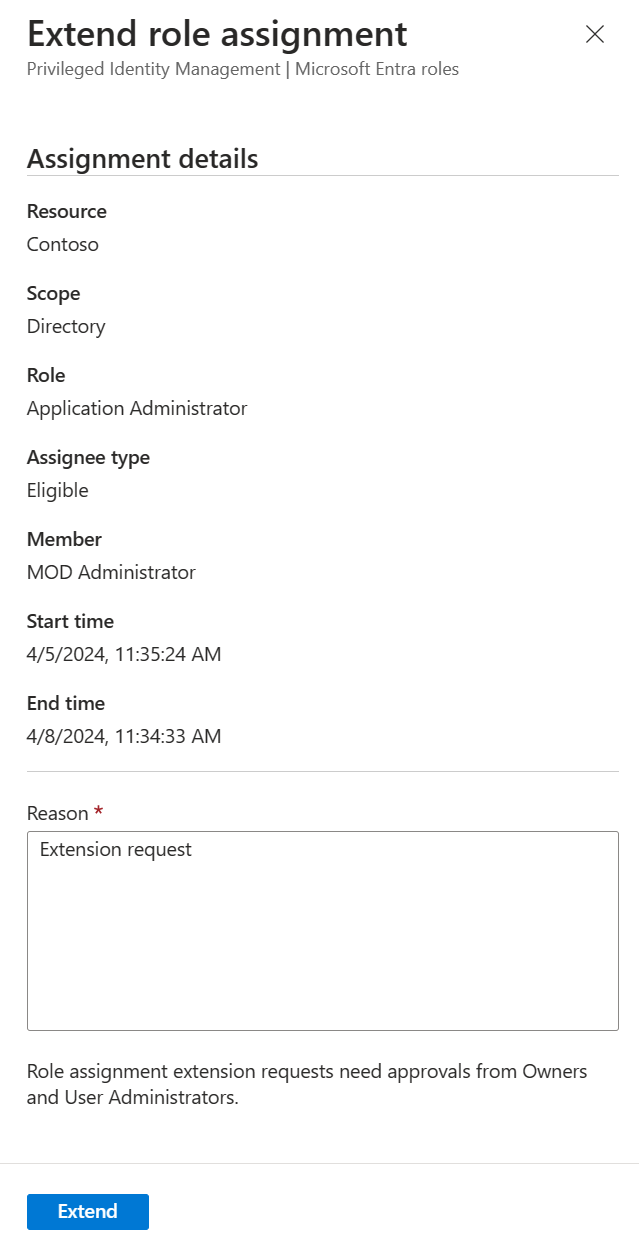 Extend role assignment
Privileged Identity Management | Microsoft Entra roles
Assignment details
Resource
Contoso
Scope
Directory
Role
Application Administrator
Assignee type
Eligible
Member
MOD Administrator
Start time
4/5/2024, 11:35:24 AM
End time
4/8/2024, 11:34:33 AM
Reason *
Extension request
Role assignment extension requests need approvals from Owners
and User Administrators.
Extend